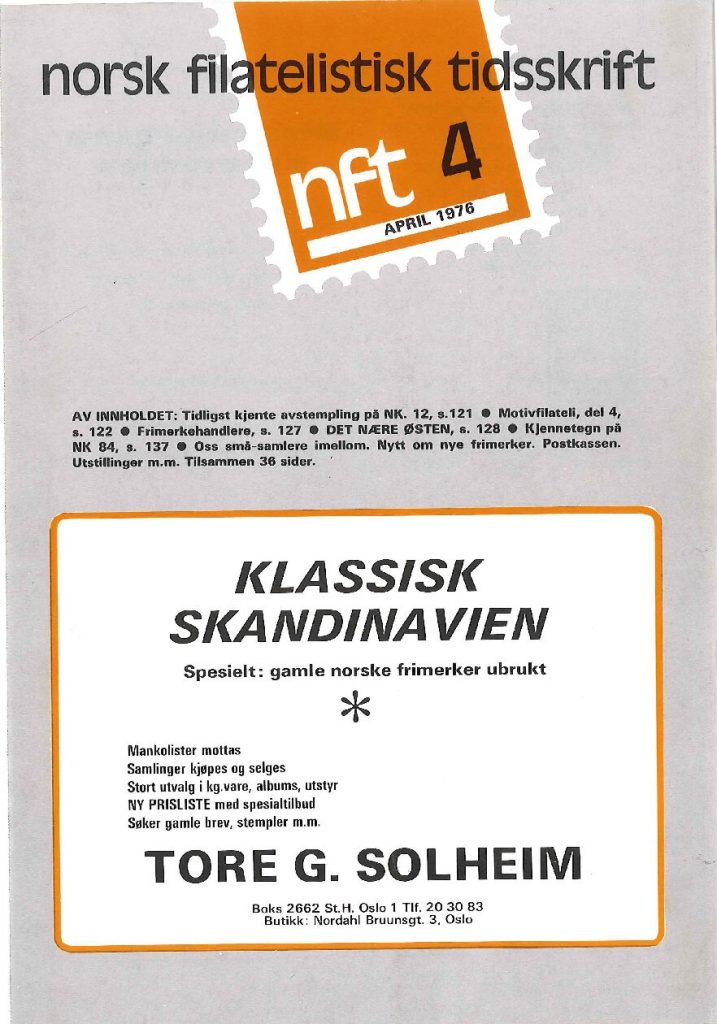 norsk filatelistisk tidsskrift
nft 4
APRIL 1976
AV INNHOLDET: Tidligst kjente avstempling på NK. 12, s.121 ● Motivfilateli, del 4,
s. 122 ● Frimerkehandlere, s. 127 ● DET NÆRE ØSTEN, s. 128 ● Kjennetegn på
NK 84, s. 137 ● Oss små-samlere imellom. Nytt om nye frimerker. Postkassen.
Utstillinger m.m. Tilsammen 36 sider.
KLASSISK
SKANDINAVIEN
Spesielt: gamle norske frimerker ubrukt
*
Mankolister mottas
Samlinger kjøpes og selges
Stort utvalg i kg.vare, albums, utstyr
NY PRISLISTE med spesialtilbud
Søker gamle brev, stempler m.m.
TORE G. SOLHEIM
Boks 2662 St.H, Oslo 1 Tlf. 20 30 83
Butikk: Nordahl Bruunsgt. 3, Oslo